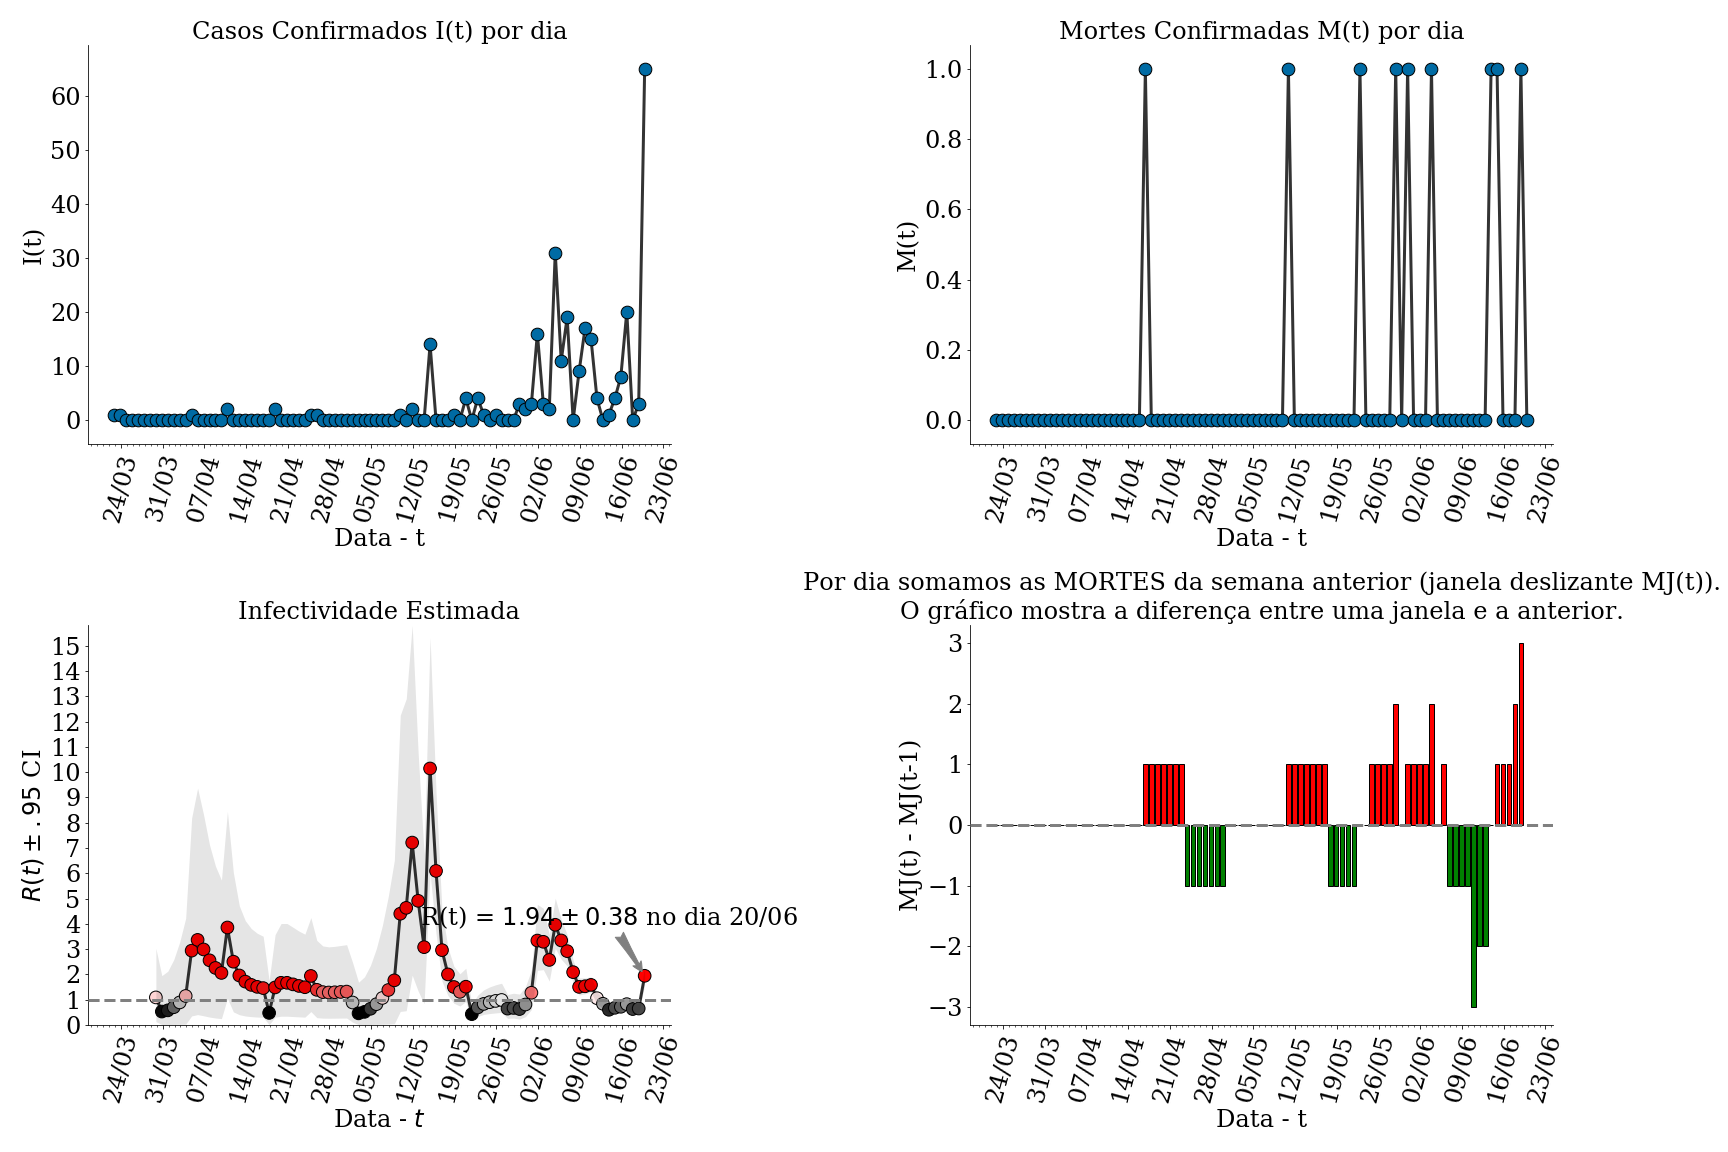 Casos Confirmados I(t) por dia
I(t)
60
50
40
30
20
10
0
24/03 31/03 07/04 14/04 21/04 28/04 05/05 12/05 19/05 26/05 02/06 09/06 16/06 23/06
Data - t
Mortes Confirmadas M(t) por dia
M(t)
1.0
0.8
0.6
0.4
0.2
0.0
24/03 31/03 07/04 14/04 21/04 28/04 05/05 12/05 19/05 26/05 02/06 09/06 16/06 23/06
Data - t
Infectividade Estimada
R(t) ± .95 CI
15
14
13
12
11
10
9
8
7
6
5
4
3
2
1
0
R(t) = 1.94 ± 0.38 no dia 20/06
24/03 31/03 07/04 14/04 21/04 28/04 05/05 12/05 19/05 26/05 02/06 09/06 16/06 23/06
Data - t
Por dia somamos as MORTES da semana anterior (janela deslizante MJ(t)).
O gráfico mostra a diferença entre uma janela e a anterior.
MJ(t) - MJ(t-1)
3
2
1
0
−1
−2
−3
24/03 31/03 07/04 14/04 21/04 28/04 05/05 12/05 19/05 26/05 02/06 09/06 16/06 23/06
Data - t